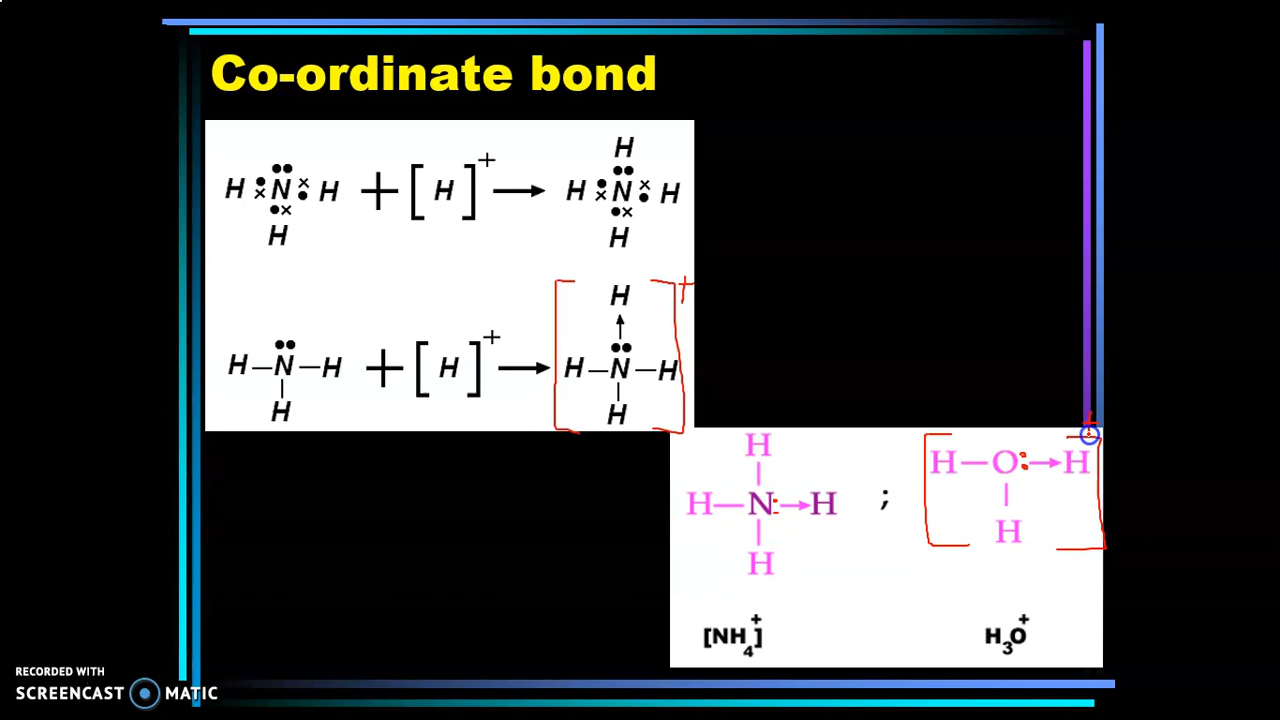 Co-ordinate bond
H
H N H + [ H ]+ → H N H
H H
H
H — N — H + [ H ]+ → [ H — N — H ]+
H H
H
H — N : → H ; [ H — O : → H ]+
H H
[NH4]+ H3O+
RECORDED WITH
SCREENCAST MATIC